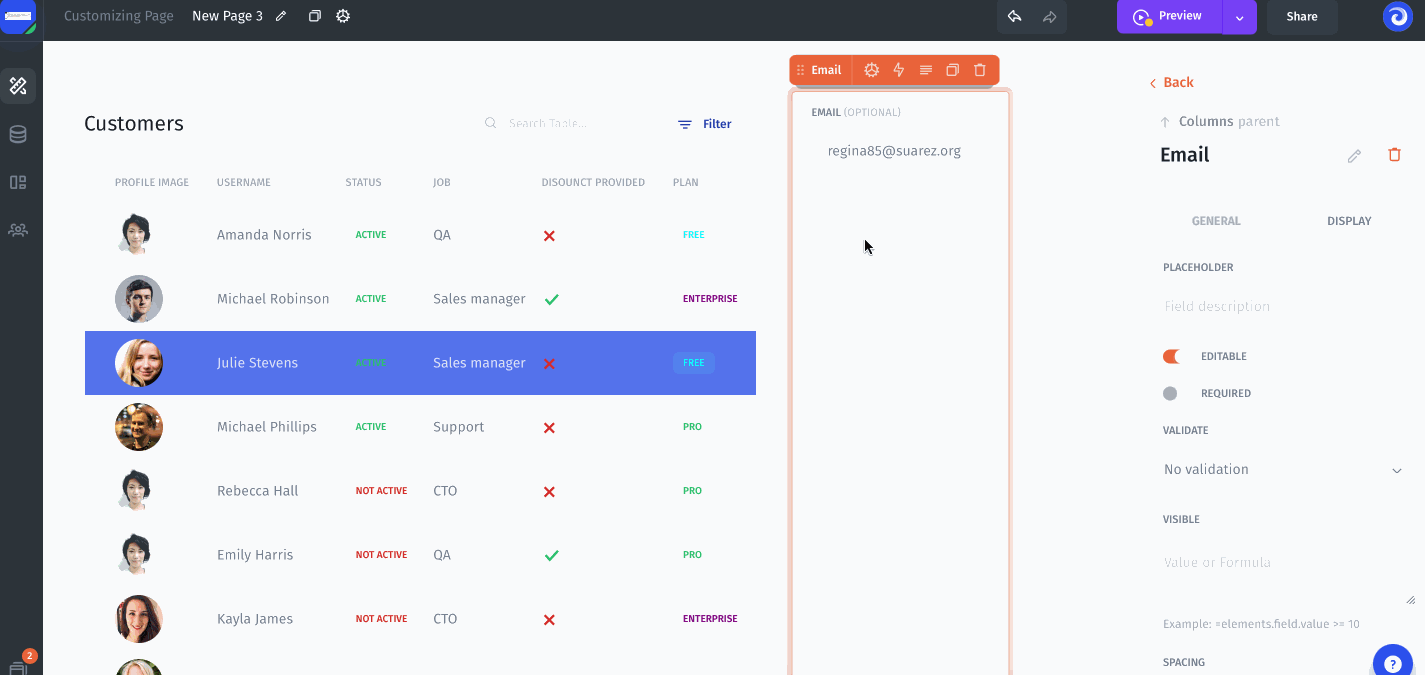 Customizing Page New Page 3 Preview Share
Email
Back
Columns parent
Email
Customers Search Table... Filter
EMAIL (OPTIONAL)
regina85@suarez.org
PROFILE IMAGE USERNAME STATUS JOB DISOUNCT PROVIDED PLAN
Amanda Norris ACTIVE QA FREE
Michael Robinson ACTIVE Sales manager ENTERPRISE
Julie Stevens ACTIVE Sales manager FREE
Michael Phillips ACTIVE Support PRO
Rebecca Hall NOT ACTIVE CTO PRO
Emily Harris NOT ACTIVE QA PRO
Kayla James NOT ACTIVE CTO ENTERPRISE
GENERAL DISPLAY
PLACEHOLDER
Field description
EDITABLE
REQUIRED
VALIDATE
No validation
VISIBLE
Value or Formula
Example: =elements.field.value >= 10
SPACING
2
?